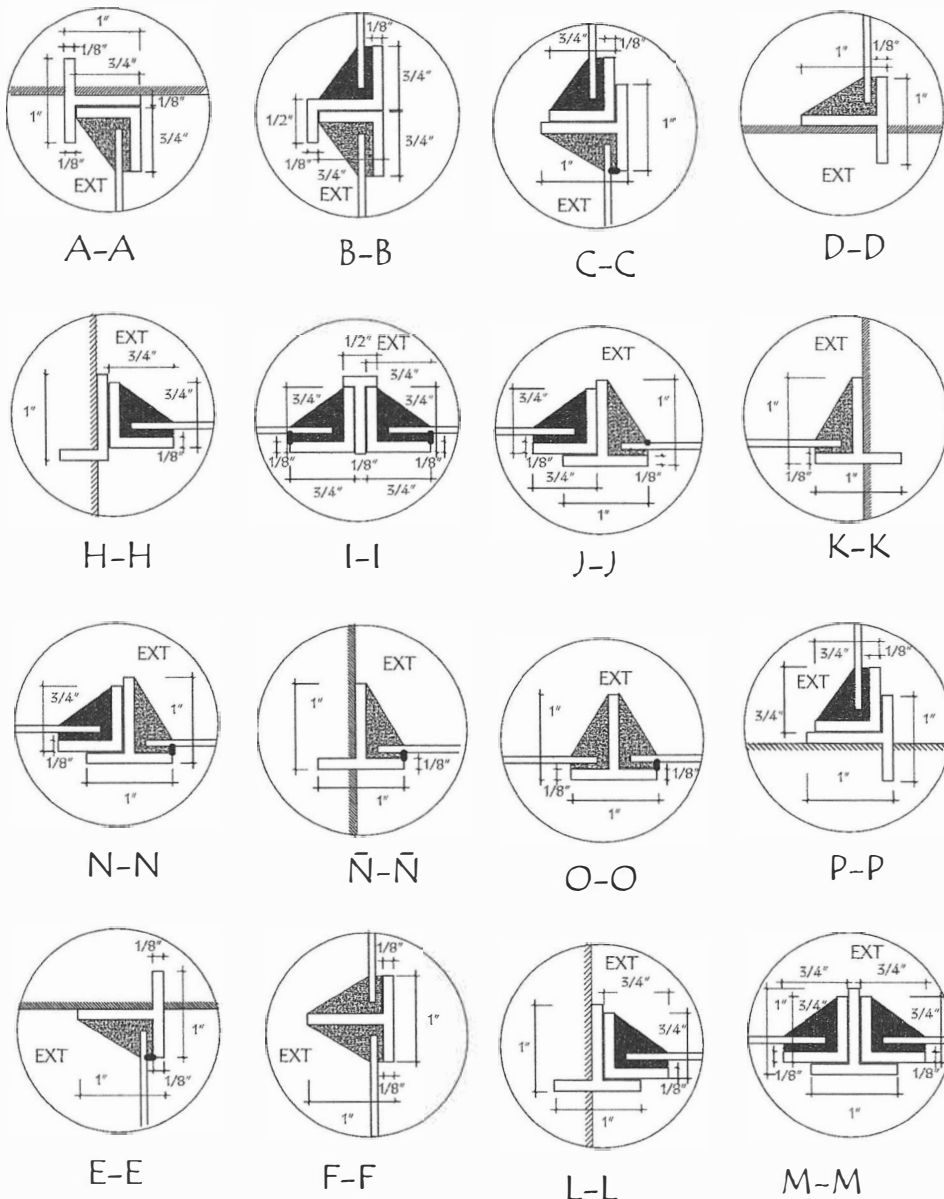 1"
1/8"
3/4"
1"
1/8"
3/4"
1/8"
EXT
A-A
1/8"
3/4"
1/2"
3/4"
1/8"
3/4"
EXT
B-B
3/4"
1/8"
1"
1"
EXT
C-C
1"
1/8"
1"
EXT
D-D
EXT
3/4"
1"
3/4"
1/8"
H-H
1/2"
EXT
3/4"
3/4"
3/4"
1/8"
1/8"
1/8"
3/4"
3/4"
I-I
EXT
3/4"
1"
1/8"
1/8"
3/4"
1"
J-J
EXT
1"
1/8"
1"
K-K
EXT
3/4"
1"
1/8"
1"
N-N
EXT
1"
1/8"
1"
Ñ-Ñ
EXT
1"
1/8"
1/8"
1"
O-O
3/4"
1/8"
EXT
3/4"
1"
1"
P-P
1/8"
1"
EXT
1"
1/8"
E-E
1/8"
1"
EXT
1/8"
1"
F-F
EXT
3/4"
1"
3/4"
1/8"
1"
L-L
EXT
3/4"
3/4"
1"
3/4"
3/4"
1/8"
1/8"
1"
M-M